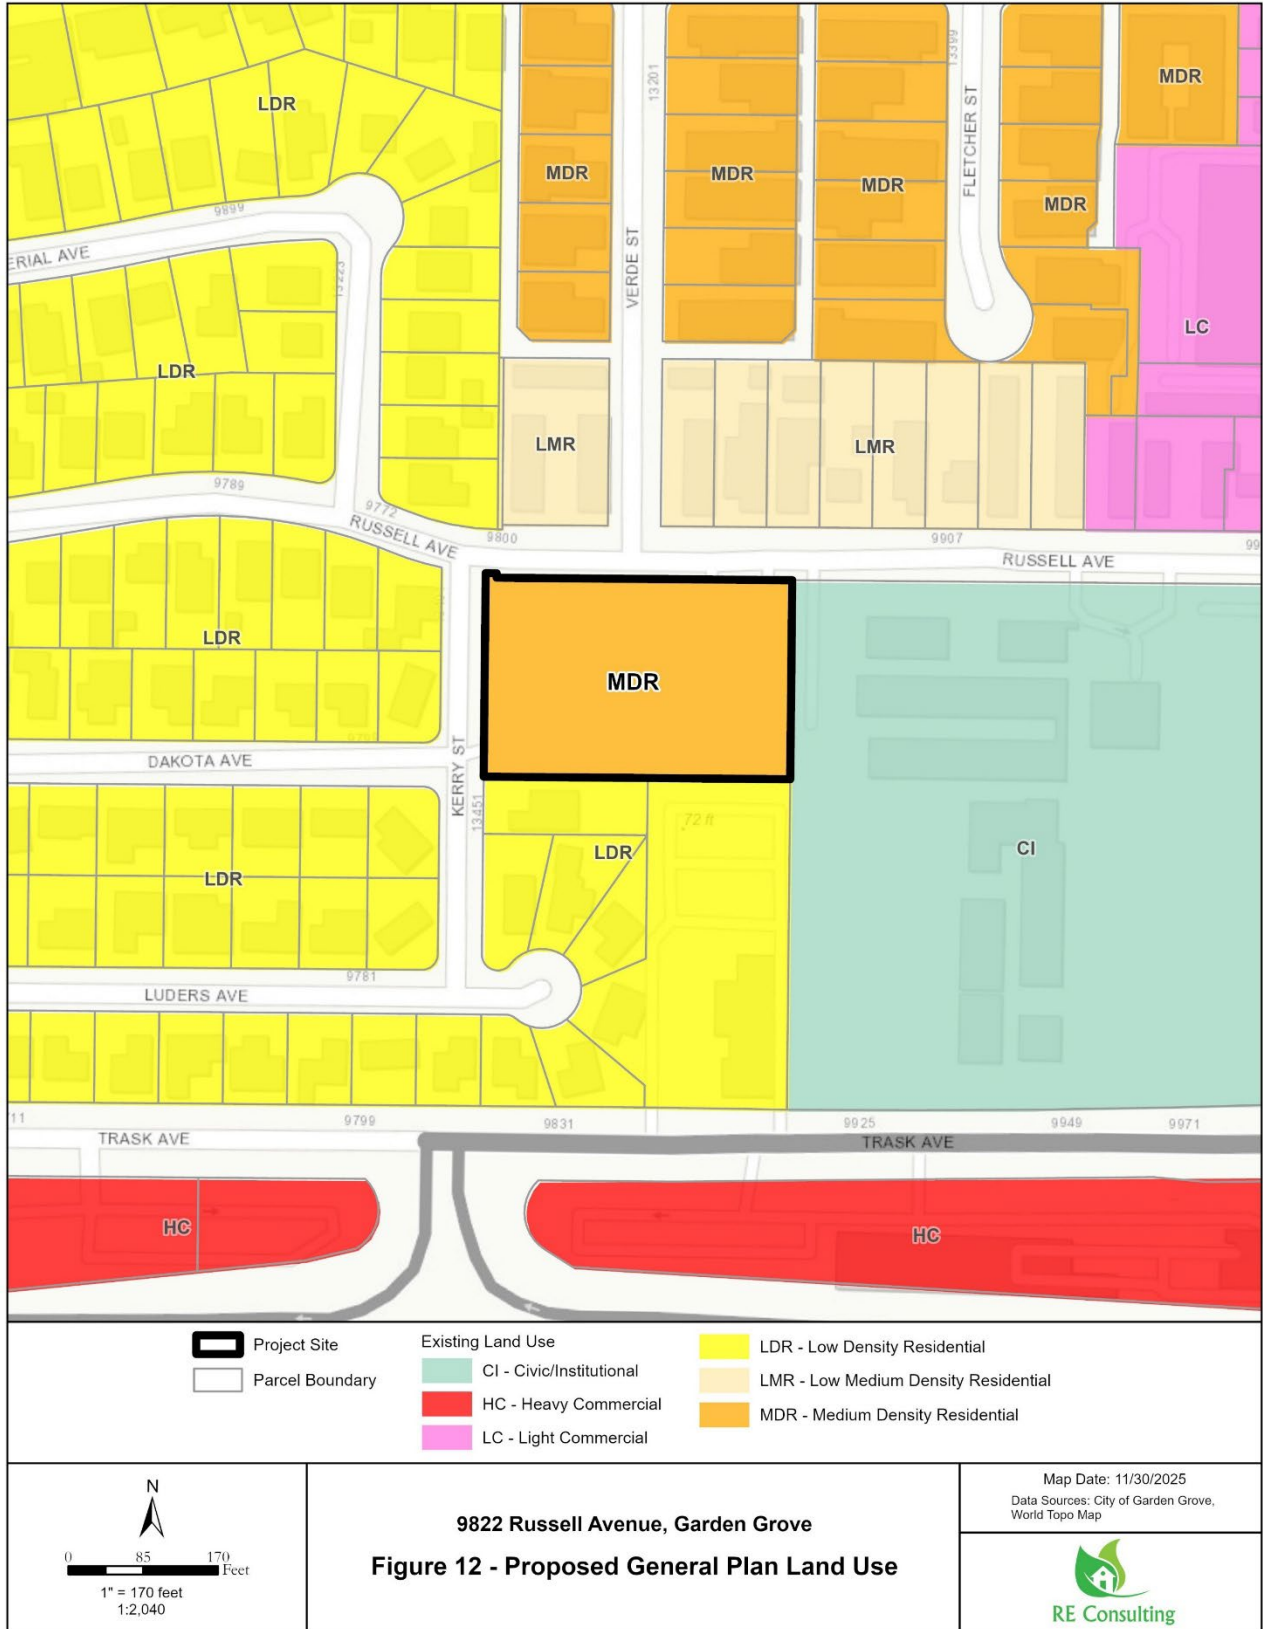 LDR
MDR
MDR
MDR
MDR
MDR
13201
13399
VERDE ST
FLETCHER ST
9899
ERIAL AVE
13223
LC
LDR
LMR
LMR
9789
9772
RUSSELL AVE
9800
9907
RUSSELL AVE
99
LDR
MDR
DAKOTA AVE
KERRY ST
13451
72 ft
LDR
CI
LDR
9781
LUDERS AVE
11
9799
9831
9925
9949
9971
TRASK AVE
TRASK AVE
HC
HC
Project Site
Parcel Boundary
Existing Land Use
CI - Civic/Institutional
HC - Heavy Commercial
LC - Light Commercial
LDR - Low Density Residential
LMR - Low Medium Density Residential
MDR - Medium Density Residential
N
0 85 170
Feet
1" = 170 feet
1:2,040
9822 Russell Avenue, Garden Grove
Figure 12 - Proposed General Plan Land Use
Map Date: 11/30/2025
Data Sources: City of Garden Grove,
World Topo Map
RE Consulting